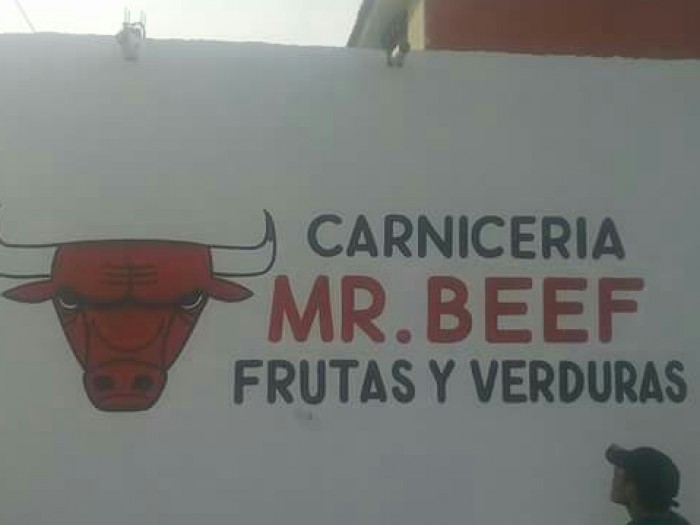 CARNICERIA
MR. BEEF
FRUTAS Y VERDURAS